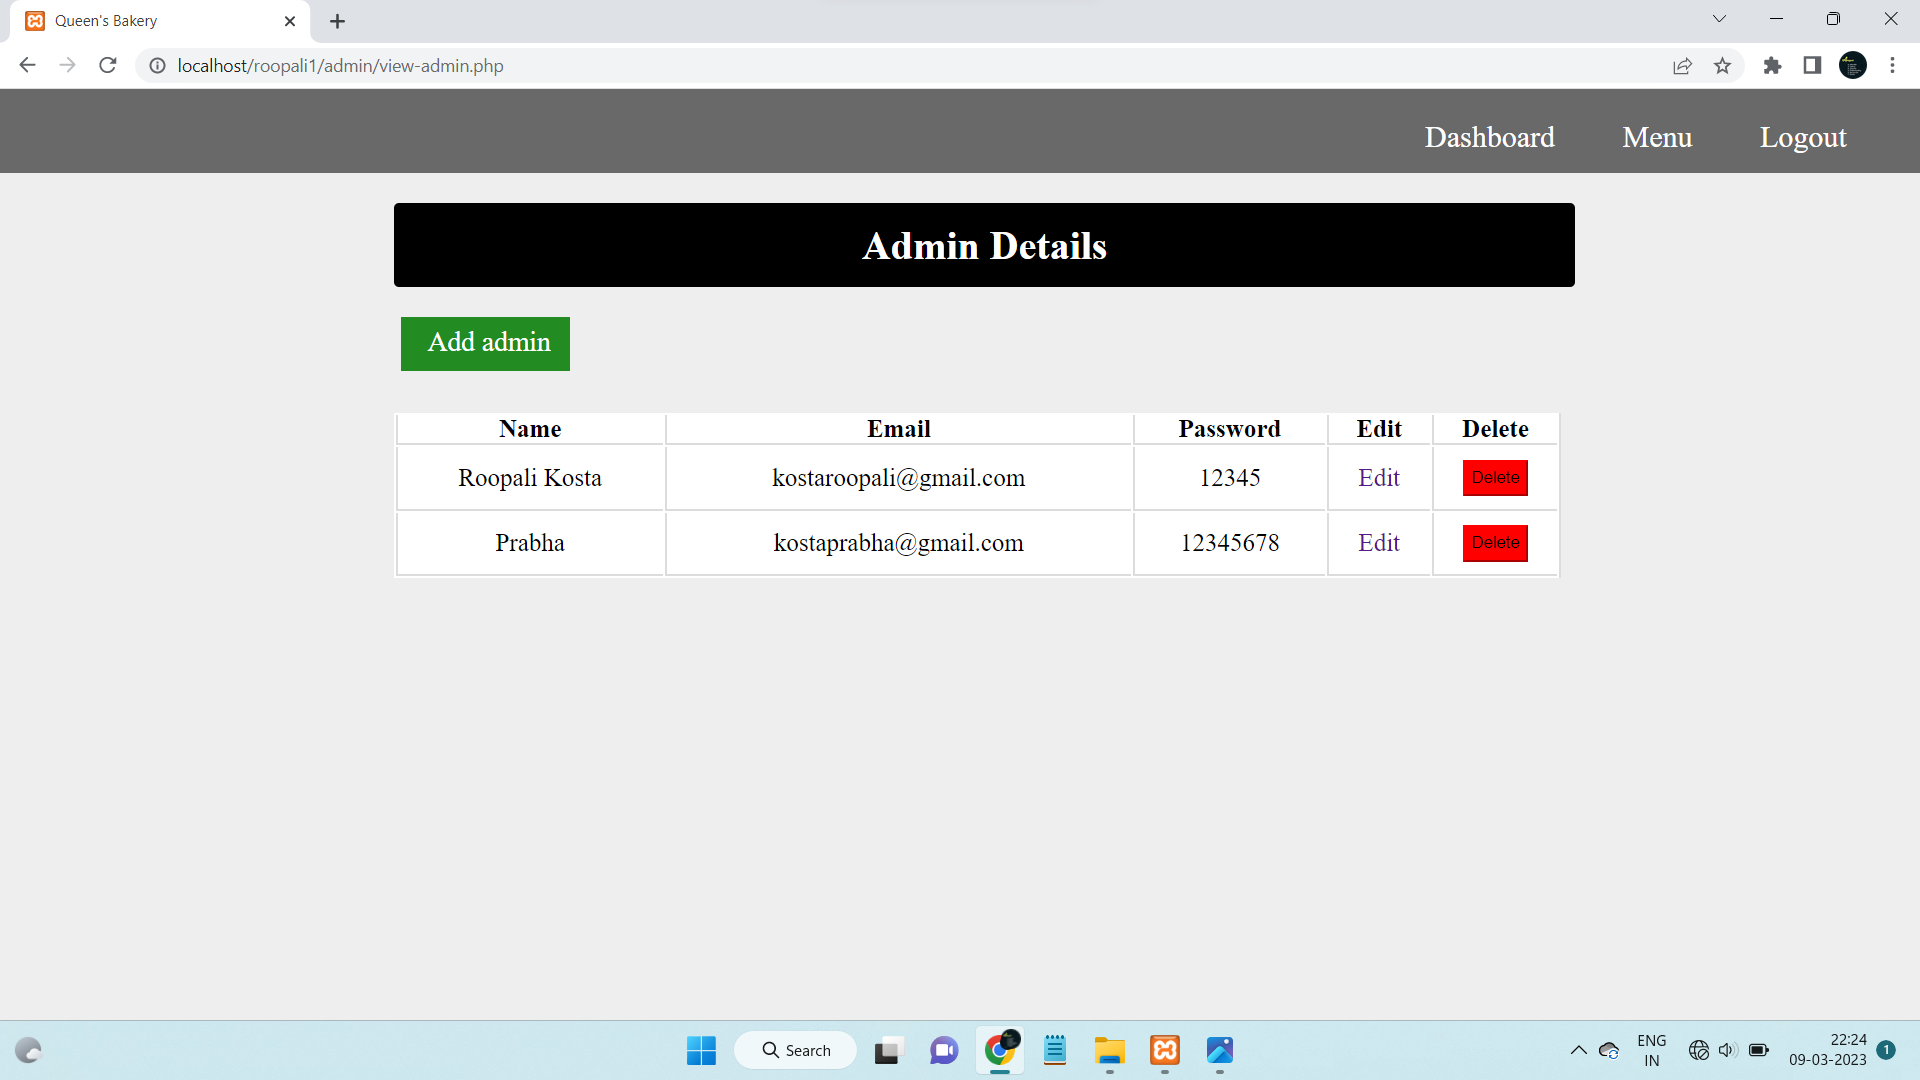 Queen's Bakery
localhost/roopali1/admin/view-admin.php
Dashboard Menu Logout
Admin Details
Add admin
Name Email Password Edit Delete
Roopali Kosta kostaroopali@gmail.com 12345 Edit Delete
Prabha kostaprabha@gmail.com 12345678 Edit Delete
Search
ENG
IN
22:24
09-03-2023
1